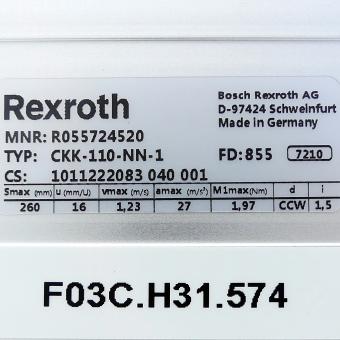 Rexroth
Bosch Rexroth AG
D-97424 Schweinfurt
Made in Germany
MNR: R055724520
TYP: CKK-110-NN-1 FD: 855 7210
CS: 1011222083 040 001
Smax (mm) u (mm/U) vmax (m/s) amax (m/s²) M1max(Nm) d i
260 16 1,23 27 1,97 CCW 1,5
F03C.H31.574